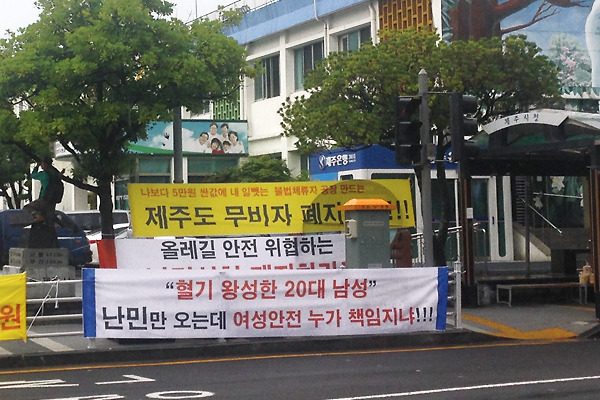 제주시청
제주은행
나보다 5만원 싼값에 내 일뺏는 불법체류자 공장 만드는
제주도 무비자 폐지!!!
올레길 안전 위협하는
“혈기 왕성한 20대 남성”
난민만 오는데 여성안전 누가 책임지냐!!!
원